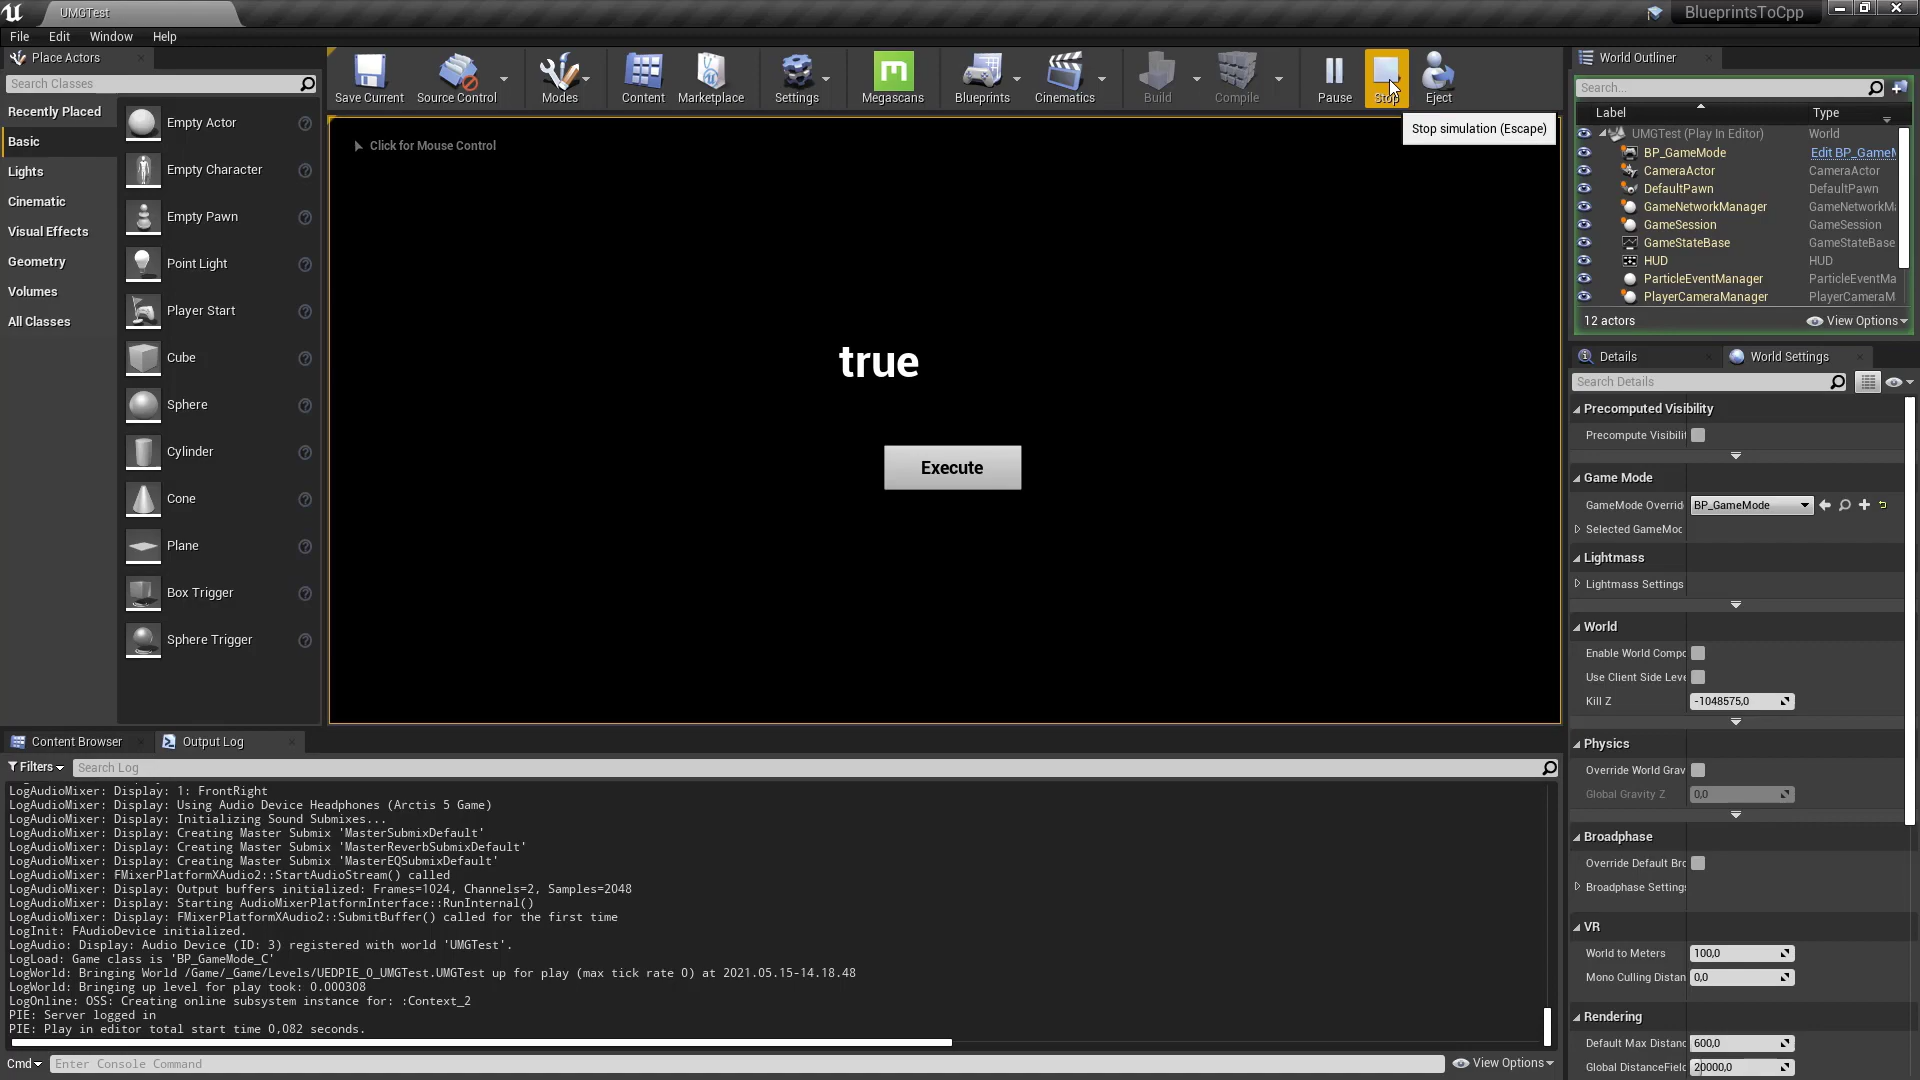 UMGTest
BlueprintsToCpp
File Edit Window Help
Place Actors
Search Classes
Recently Placed
Basic
Lights
Cinematic
Visual Effects
Geometry
Volumes
All Classes
Empty Actor
Empty Character
Empty Pawn
Point Light
Player Start
Cube
Sphere
Cylinder
Cone
Plane
Box Trigger
Sphere Trigger
Save Current
Source Control
Modes
Content
Marketplace
Settings
Megascans
Blueprints
Cinematics
Build
Compile
Pause
Stop
Eject
Stop simulation (Escape)
Click for Mouse Control
true
Execute
World Outliner
Search...
Label Type
UMGTest (Play In Editor) World
BP_GameMode Edit BP_GameM
CameraActor CameraActor
DefaultPawn DefaultPawn
GameNetworkManager GameNetworkMa
GameSession GameSession
GameStateBase GameStateBase
HUD HUD
ParticleEventManager ParticleEventMa
PlayerCameraManager PlayerCameraM
12 actors View Options
Details World Settings
Search Details
Precomputed Visibility
Precompute Visibilit
Game Mode
GameMode Overrid BP_GameMode
Selected GameMod
Lightmass
Lightmass Settings
World
Enable World Compo
Use Client Side Leve
Kill Z -1048575,0
Physics
Override World Grav
Global Gravity Z 0,0
Broadphase
Override Default Bro
Broadphase Settings
VR
World to Meters 100,0
Mono Culling Distan 0,0
Rendering
Default Max Distanc 600,0
Global DistanceField 20000,0
Content Browser Output Log
Filters Search Log
LogAudioMixer: Display: 1: FrontRight
LogAudioMixer: Display: Using Audio Device Headphones (Arctis 5 Game)
LogAudioMixer: Display: Initializing Sound Submixes...
LogAudioMixer: Display: Creating Master Submix 'MasterSubmixDefault'
LogAudioMixer: Display: Creating Master Submix 'MasterReverbSubmixDefault'
LogAudioMixer: Display: Creating Master Submix 'MasterEQSubmixDefault'
LogAudioMixer: FMixerPlatformXAudio2::StartAudioStream() called
LogAudioMixer: Display: Output buffers initialized: Frames=1024, Channels=2, Samples=2048
LogAudioMixer: Display: Starting AudioMixerPlatformInterface::RunInternal()
LogAudioMixer: Display: FMixerPlatformXAudio2::SubmitBuffer() called for the first time
LogInit: FAudioDevice initialized.
LogAudio: Display: Audio Device (ID: 3) registered with world 'UMGTest'.
LogLoad: Game class is 'BP_GameMode_C'
LogWorld: Bringing World /Game/_Game/Levels/UEDPIE_0_UMGTest.UMGTest up for play (max tick rate 0) at 2021.05.15-14.18.48
LogWorld: Bringing up level for play took: 0.000308
LogOnline: OSS: Creating online subsystem instance for: :Context_2
PIE: Server logged in
PIE: Play in editor total start time 0,082 seconds.
Cmd Enter Console Command View Options